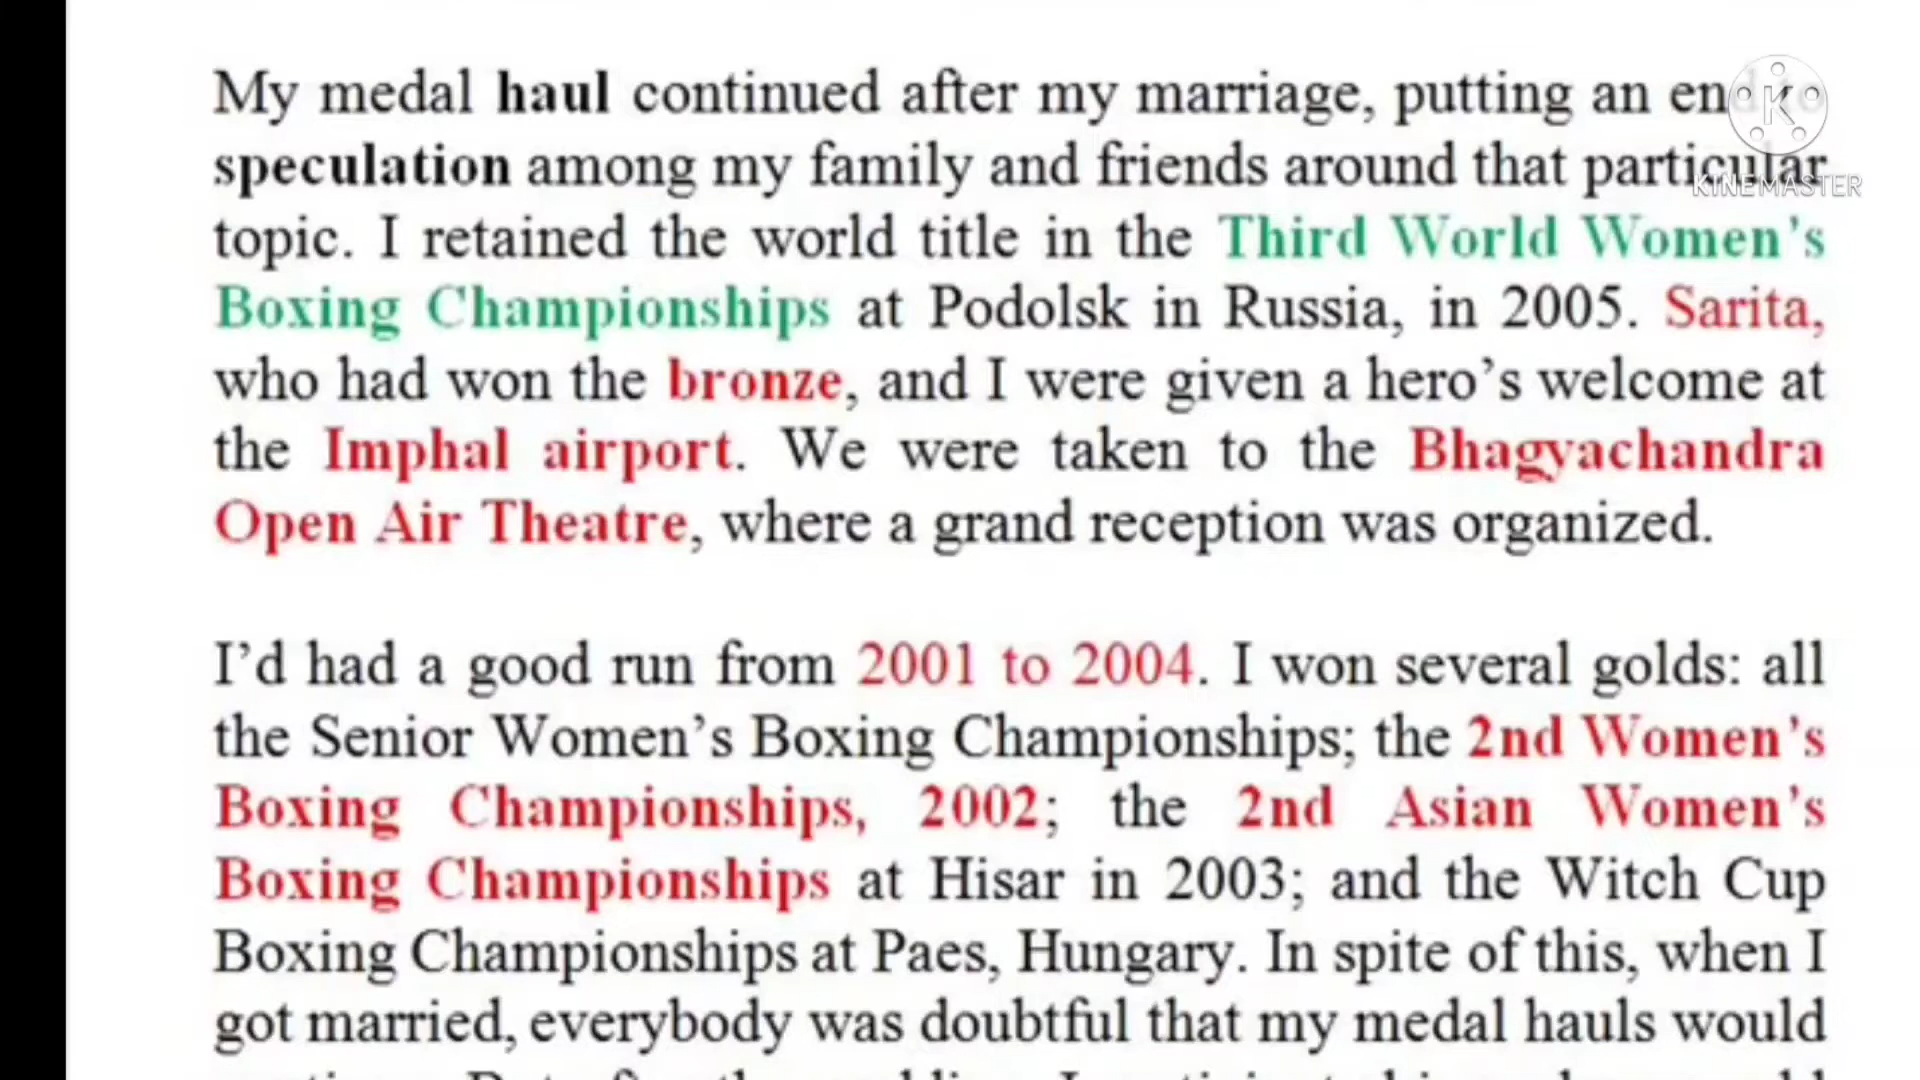 My medal haul continued after my marriage, putting an end to
speculation among my family and friends around that particular
topic. I retained the world title in the Third World Women's
Boxing Championships at Podolsk in Russia, in 2005. Sarita,
who had won the bronze, and I were given a hero's welcome at
the Imphal airport. We were taken to the Bhagyachandra
Open Air Theatre, where a grand reception was organized.
I'd had a good run from 2001 to 2004. I won several golds: all
the Senior Women's Boxing Championships; the 2nd Women's
Boxing Championships, 2002; the 2nd Asian Women's
Boxing Championships at Hisar in 2003; and the Witch Cup
Boxing Championships at Paes, Hungary. In spite of this, when I
got married, everybody was doubtful that my medal hauls would
K
KINEMASTER